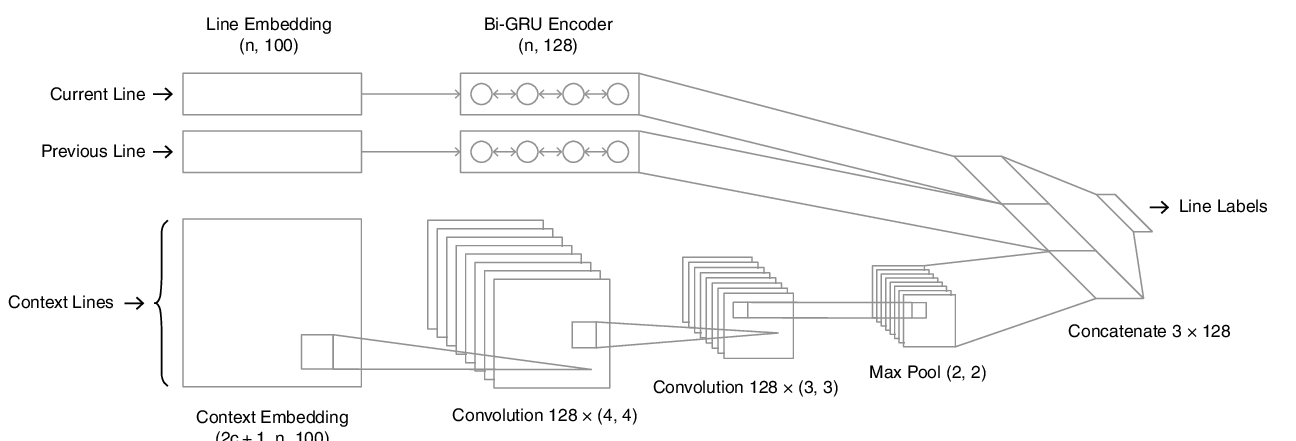 Line Embedding
(n, 100)
Bi-GRU Encoder
(n, 128)
Current Line
Previous Line
Line Labels
Context Lines
Concatenate 3 × 128
Max Pool (2, 2)
Convolution 128 × (3, 3)
Convolution 128 × (4, 4)
Context Embedding
(2c + 1, n, 100)